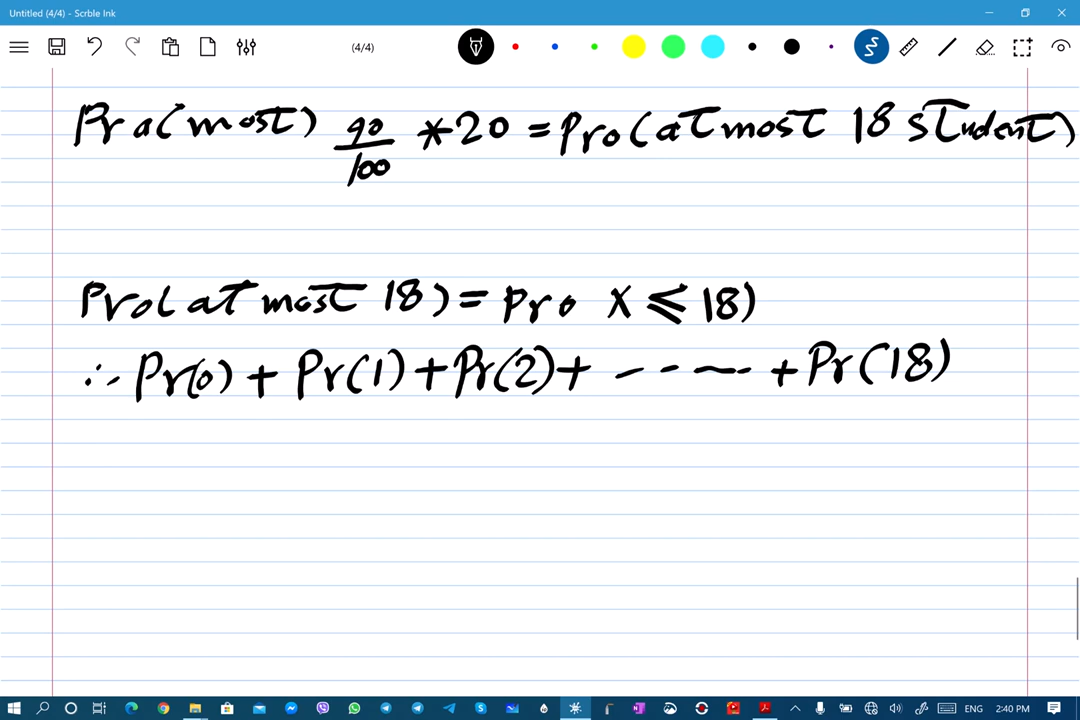 Untitled (4/4) - Scrble Ink
(4/4)
Pra(most) 90/100 * 20 = Pro(at most 18 student)
Pro(at most 18) = pro X ≤ 18)
∴ Pr(0) + Pr(1) + Pr(2) + ----- + Pr(18)
ENG 2:40 PM